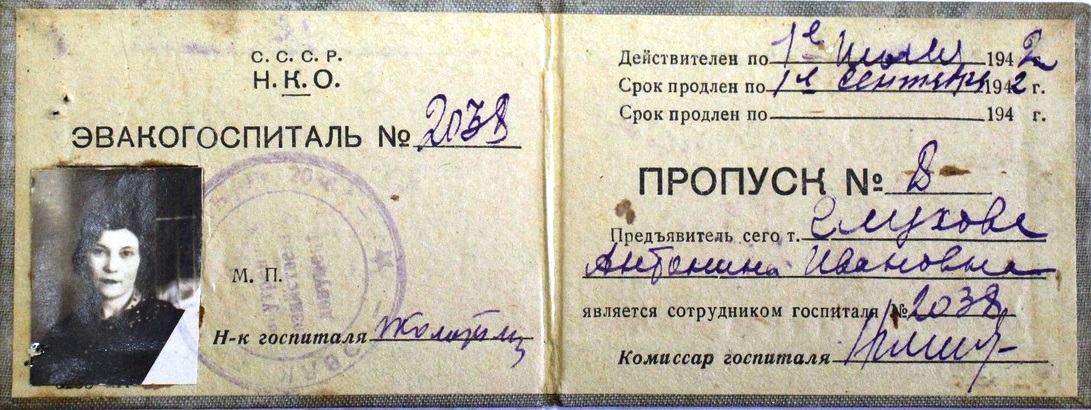 С. С. С. Р.
Н. К. О.
ЭВАКОГОСПИТАЛЬ № 2038
М. П.
Н-к госпиталя
Действителен по 1е Июля 1942
Срок продлен по 1е Сентября 1942 г.
Срок продлен по 194 г.
ПРОПУСК № 8
Предъявитель сего т. Глухова
Антонина Ивановна
является сотрудником госпиталя № 2038
Комиссар госпиталя